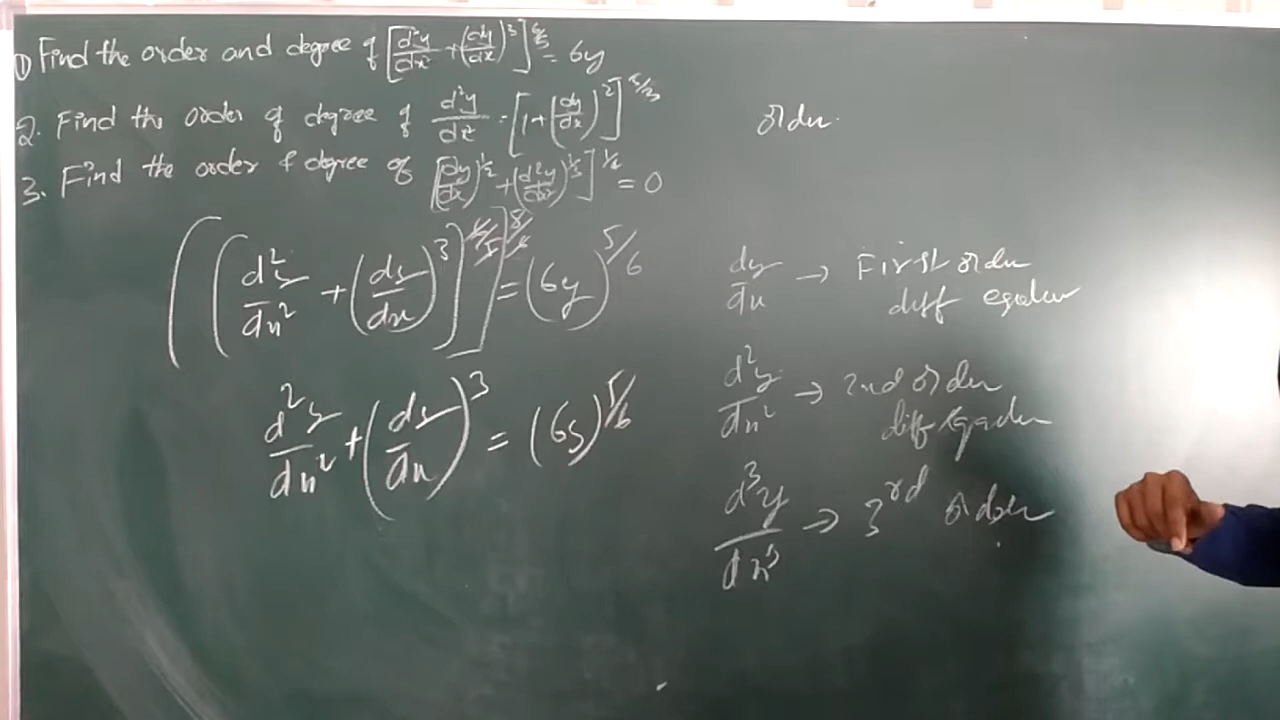 ① Find the order and degree of [d²y/dx² + (dy/dx)³]^6/5 = 6y
2. Find the order of degree of d²y/dx² = [1 + (dy/dx)²]^5/3
3. Find the order & degree of [(dy/dx)^1/2 + (d²y/dx²)^1/3]^1/4 = 0
order.
[[d²y/dx² + (dy/dx)³]^6/5]^5/6 = (6y)^5/6
dy/dx → First order
diff
d²y/dx² + (dy/dx)³ = (6y)^5/6
d²y/dx² → 2nd order
diff
d³y/dx³ → 3rd order